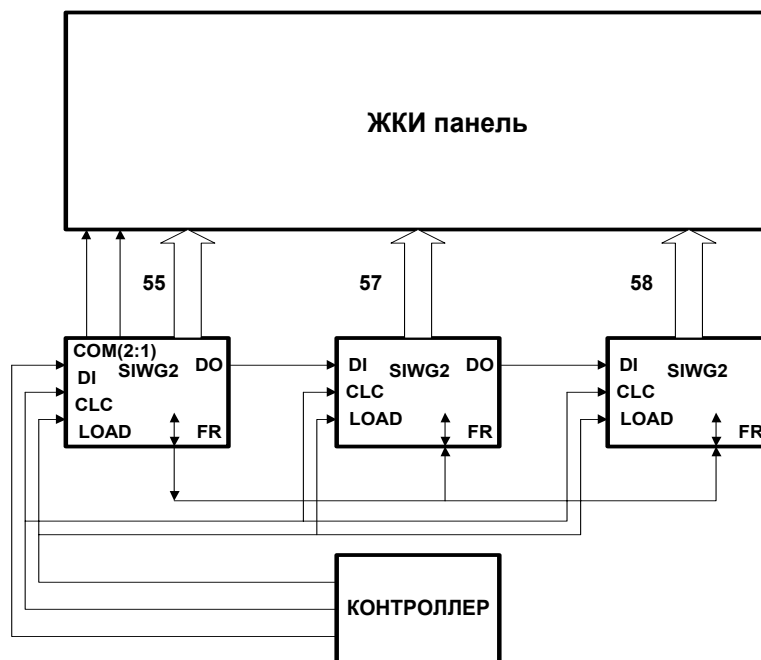 ЖКИ панель
55
57
58
COM(2:1)
DI
SIWG2
DO
CLC
LOAD
FR
DI
SIWG2
DO
CLC
LOAD
FR
DI
SIWG2
CLC
LOAD
FR
КОНТРОЛЛЕР